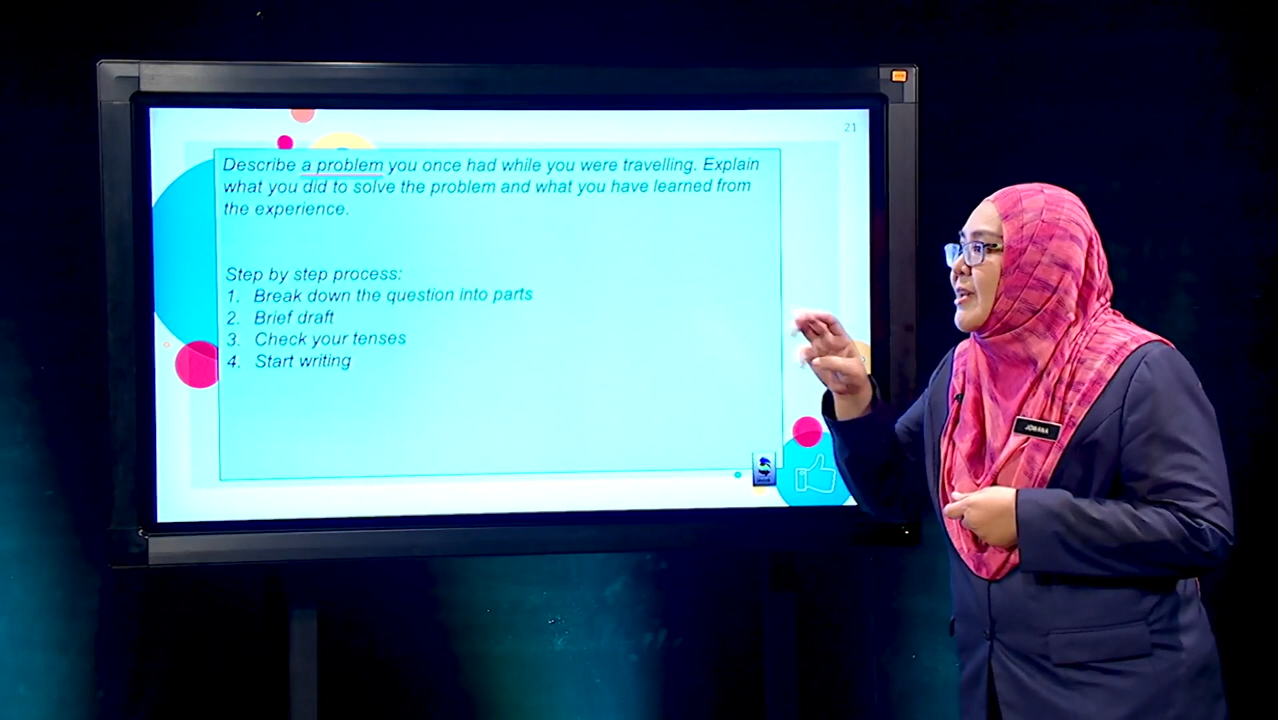 21
Describe a problem you once had while you were travelling. Explain
what you did to solve the problem and what you have learned from
the experience.
Step by step process:
1. Break down the question into parts
2. Brief draft
3. Check your tenses
4. Start writing
JOWANA